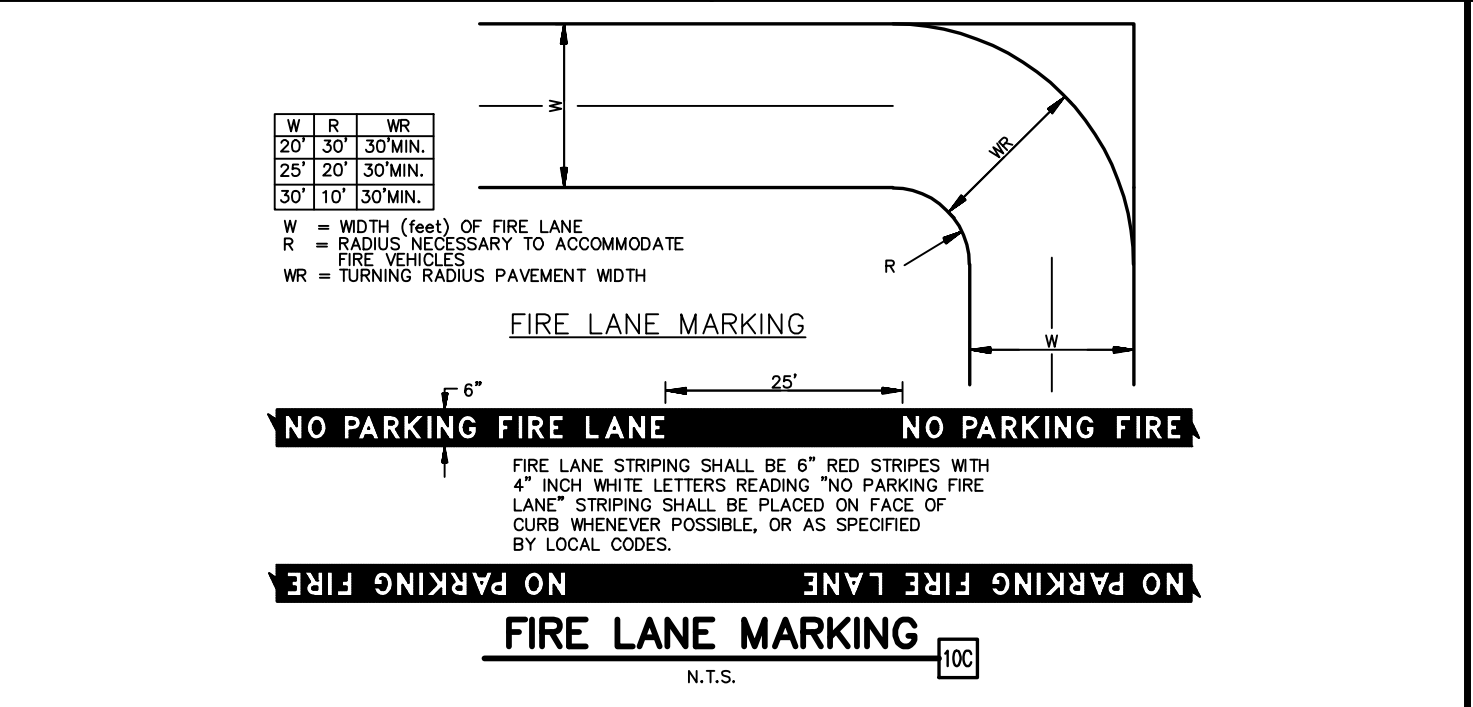 W
W R WR
20' 30' 30'MIN.
25' 20' 30'MIN.
30' 10' 30'MIN.
WR
W = WIDTH (feet) OF FIRE LANE
R = RADIUS NECESSARY TO ACCOMMODATE
FIRE VEHICLES
WR = TURNING RADIUS PAVEMENT WIDTH
R
FIRE LANE MARKING
W
6"
25'
NO PARKING FIRE LANE NO PARKING FIRE
FIRE LANE STRIPING SHALL BE 6" RED STRIPES WITH
4" INCH WHITE LETTERS READING "NO PARKING FIRE
LANE" STRIPING SHALL BE PLACED ON FACE OF
CURB WHENEVER POSSIBLE, OR AS SPECIFIED
BY LOCAL CODES.
NO PARKING FIRE LANE NO PARKING FIRE
FIRE LANE MARKING
10C
N.T.S.